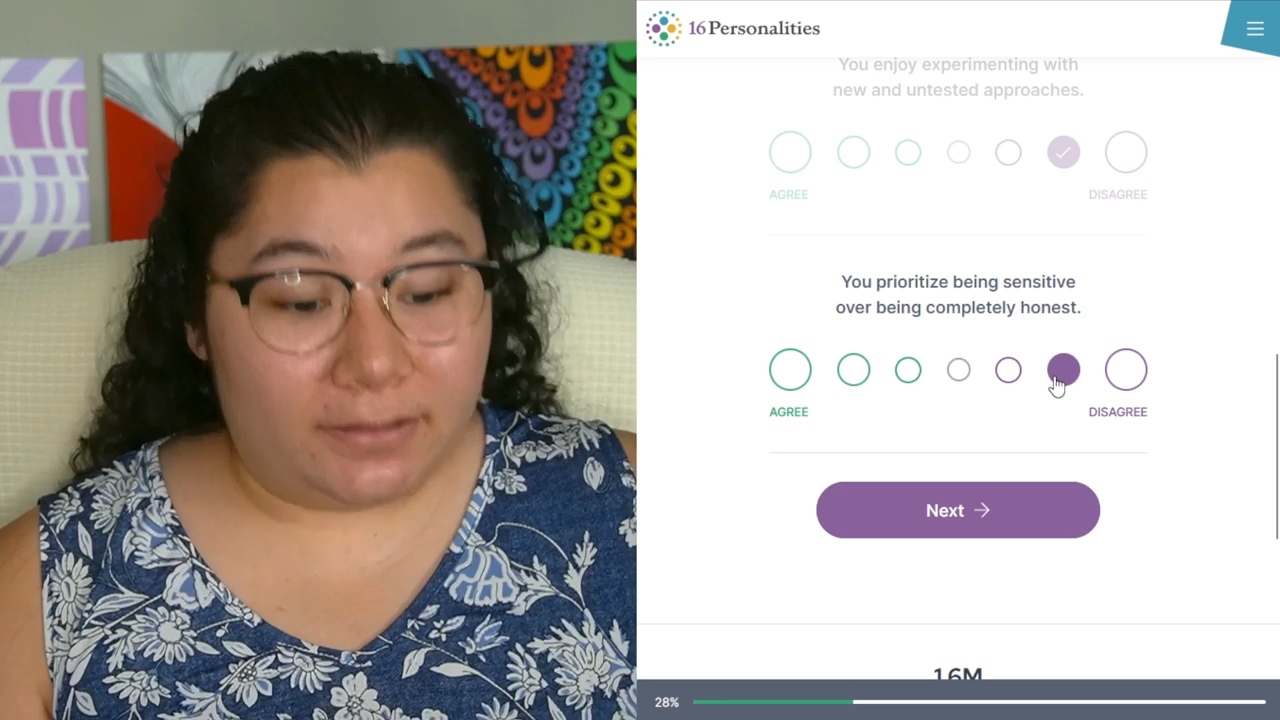 16Personalities
You enjoy experimenting with
new and untested approaches.
AGREE
DISAGREE
You prioritize being sensitive
over being completely honest.
AGREE
DISAGREE
Next
16M
28%